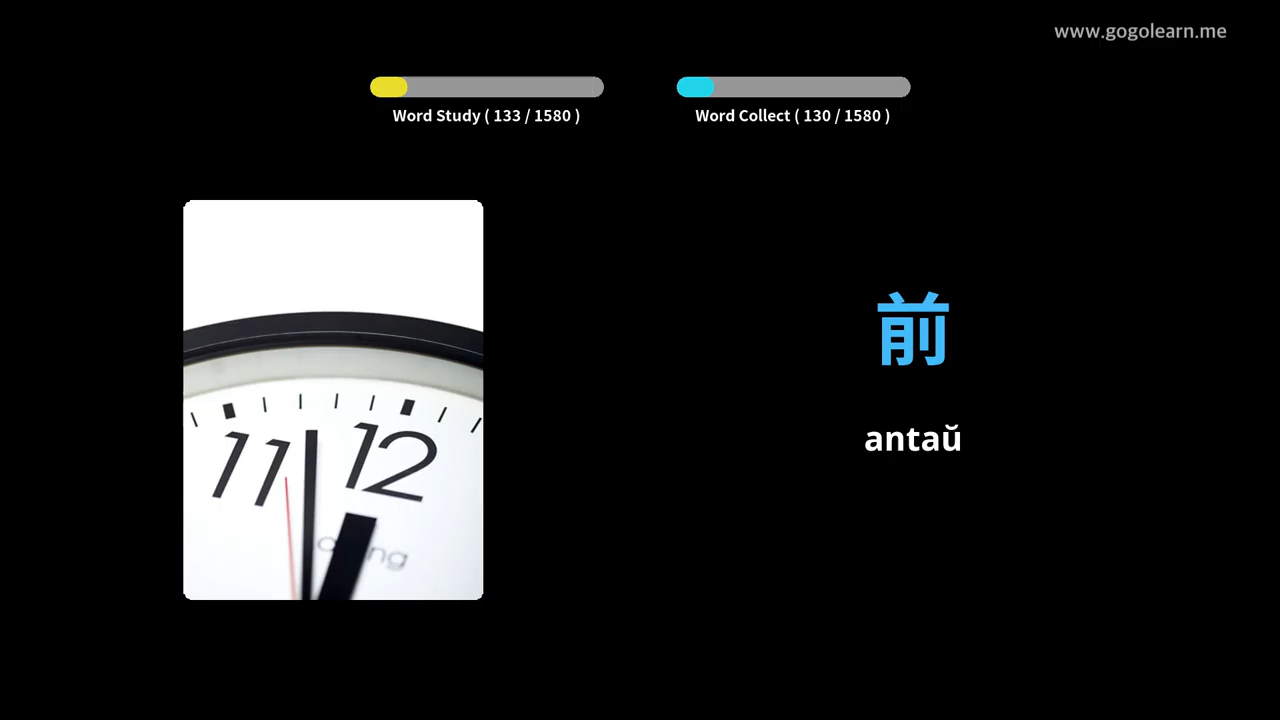 www.gogolearn.me
Word Study ( 133 / 1580 )
Word Collect ( 130 / 1580 )
11 12
前
antaŭ